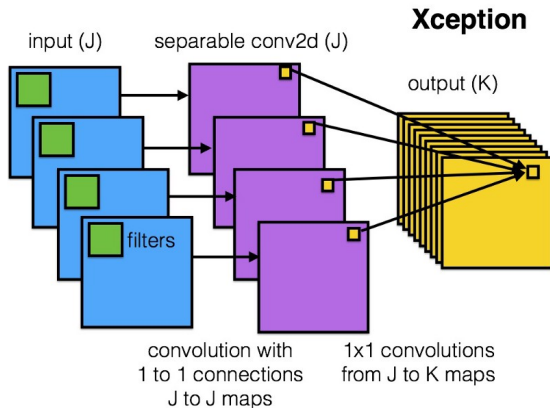 Xception
input (J)
separable conv2d (J)
output (K)
filters
convolution with
1 to 1 connections
J to J maps
1x1 convolutions
from J to K maps